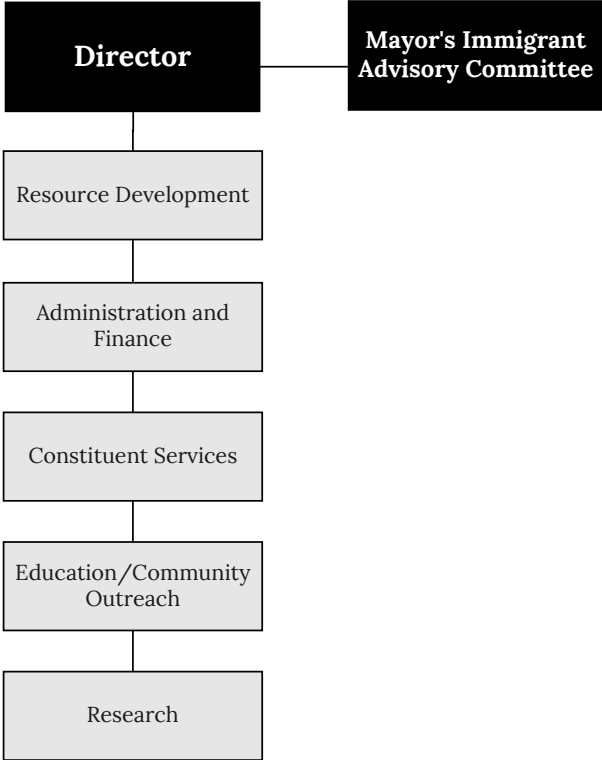 Director
Mayor's Immigrant
Advisory Committee
Resource Development
Administration and
Finance
Constituent Services
Education/Community
Outreach
Research